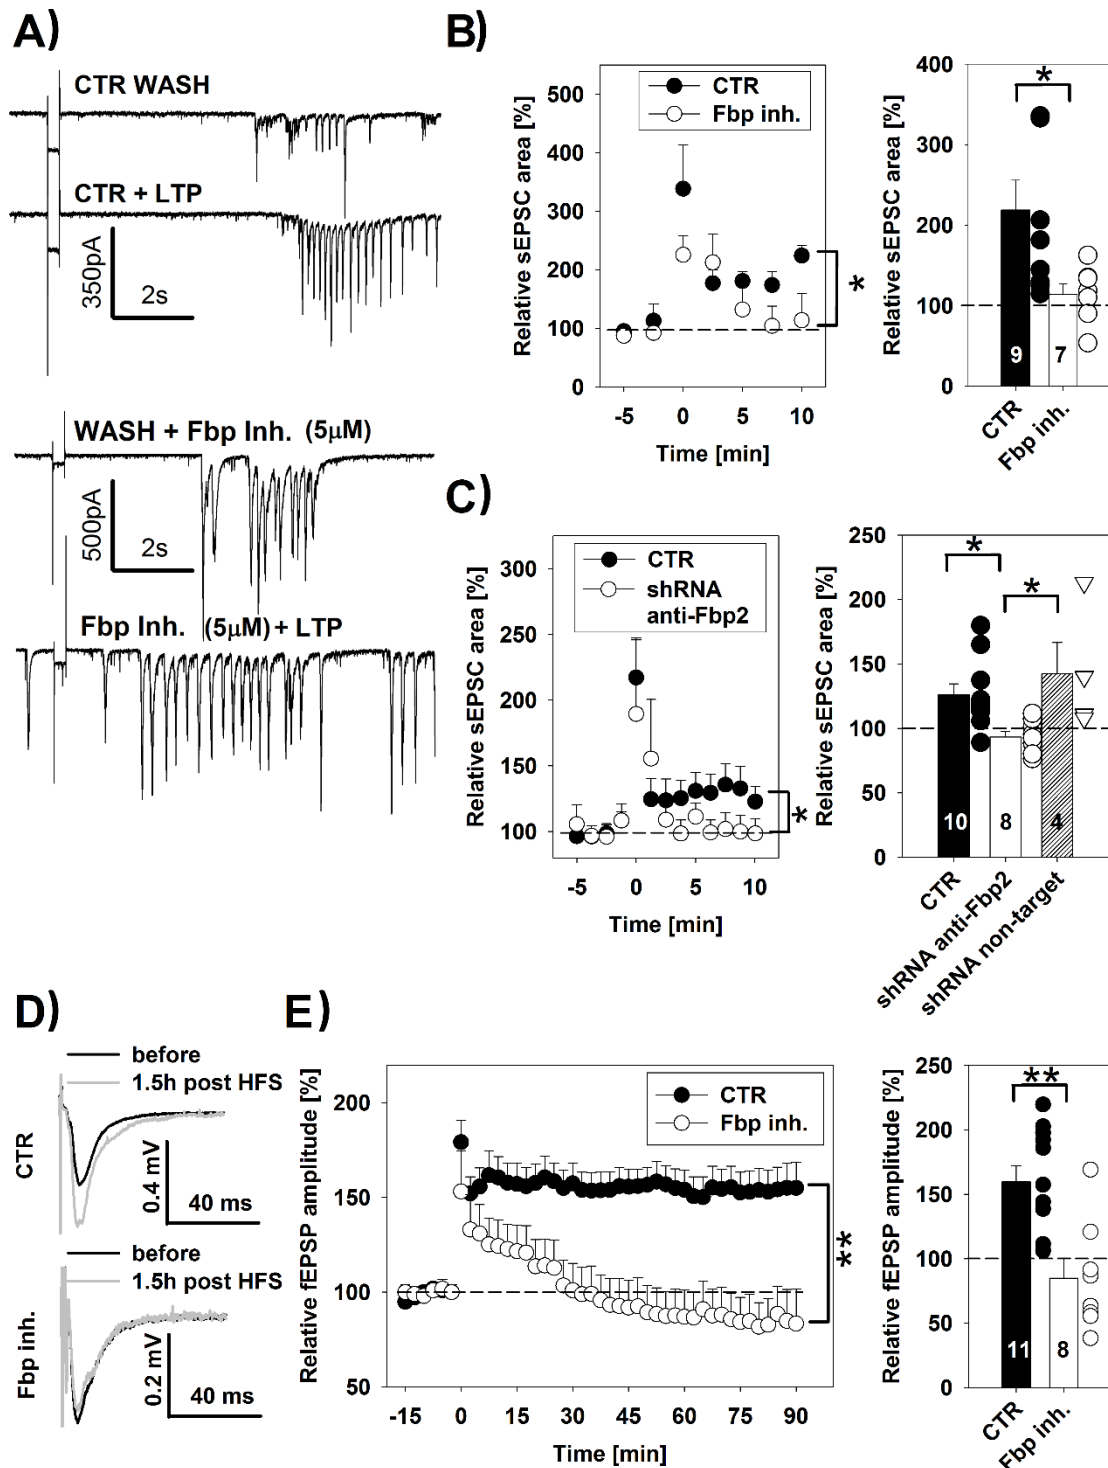 A)
CTR WASH
CTR + LTP
350pA
2s
WASH + Fbp Inh. (5μM)
500pA
2s
Fbp Inh. (5μM) + LTP
B)
Relative sEPSC area [%]
500
400
300
200
100
0
CTR
Fbp inh.
*
-5 0 5 10
Time [min]
Relative sEPSC area [%]
400
300
200
100
0
*
9
7
CTR
Fbp inh.
C)
Relative sEPSC area [%]
300
250
200
150
100
CTR
shRNA
anti-Fbp2
*
-5 0 5 10
Time [min]
Relative sEPSC area [%]
250
200
150
100
50
0
*
*
10
8
4
CTR
shRNA anti-Fbp2
shRNA non-target
D)
before
1.5h post HFS
CTR
0.4 mV
40 ms
before
1.5h post HFS
Fbp inh.
0.2 mV
40 ms
E)
Relative fEPSP amplitude [%]
200
150
100
50
CTR
Fbp inh.
**
-15 0 15 30 45 60 75 90
Time [min]
Relative fEPSP amplitude [%]
250
200
150
100
50
0
**
11
8
CTR
Fbp inh.